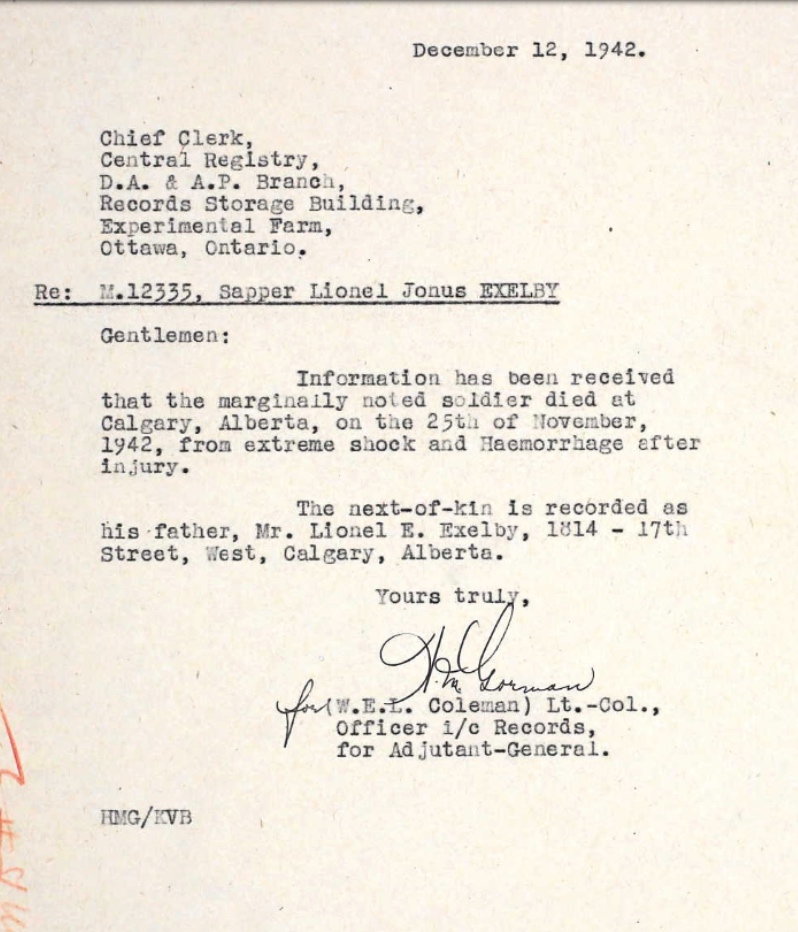 December 12, 1942.
Chief Clerk,
Central Registry,
D.A. & A.P. Branch,
Records Storage Building,
Experimental Farm,
Ottawa, Ontario.
Re: M.12335, Sapper Lionel Jonus EXELBY
Gentlemen:
Information has been received
that the marginally noted soldier died at
Calgary, Alberta, on the 25th of November,
1942, from extreme shock and Haemorrhage after
injury.
The next-of-kin is recorded as
his father, Mr. Lionel E. Exelby, 1814 - 17th
Street, West, Calgary, Alberta.
Yours truly,
H.M. Gorman
for (W.E.L. Coleman) Lt.-Col.,
Officer i/c Records,
for Adjutant-General.
HMG/KVB